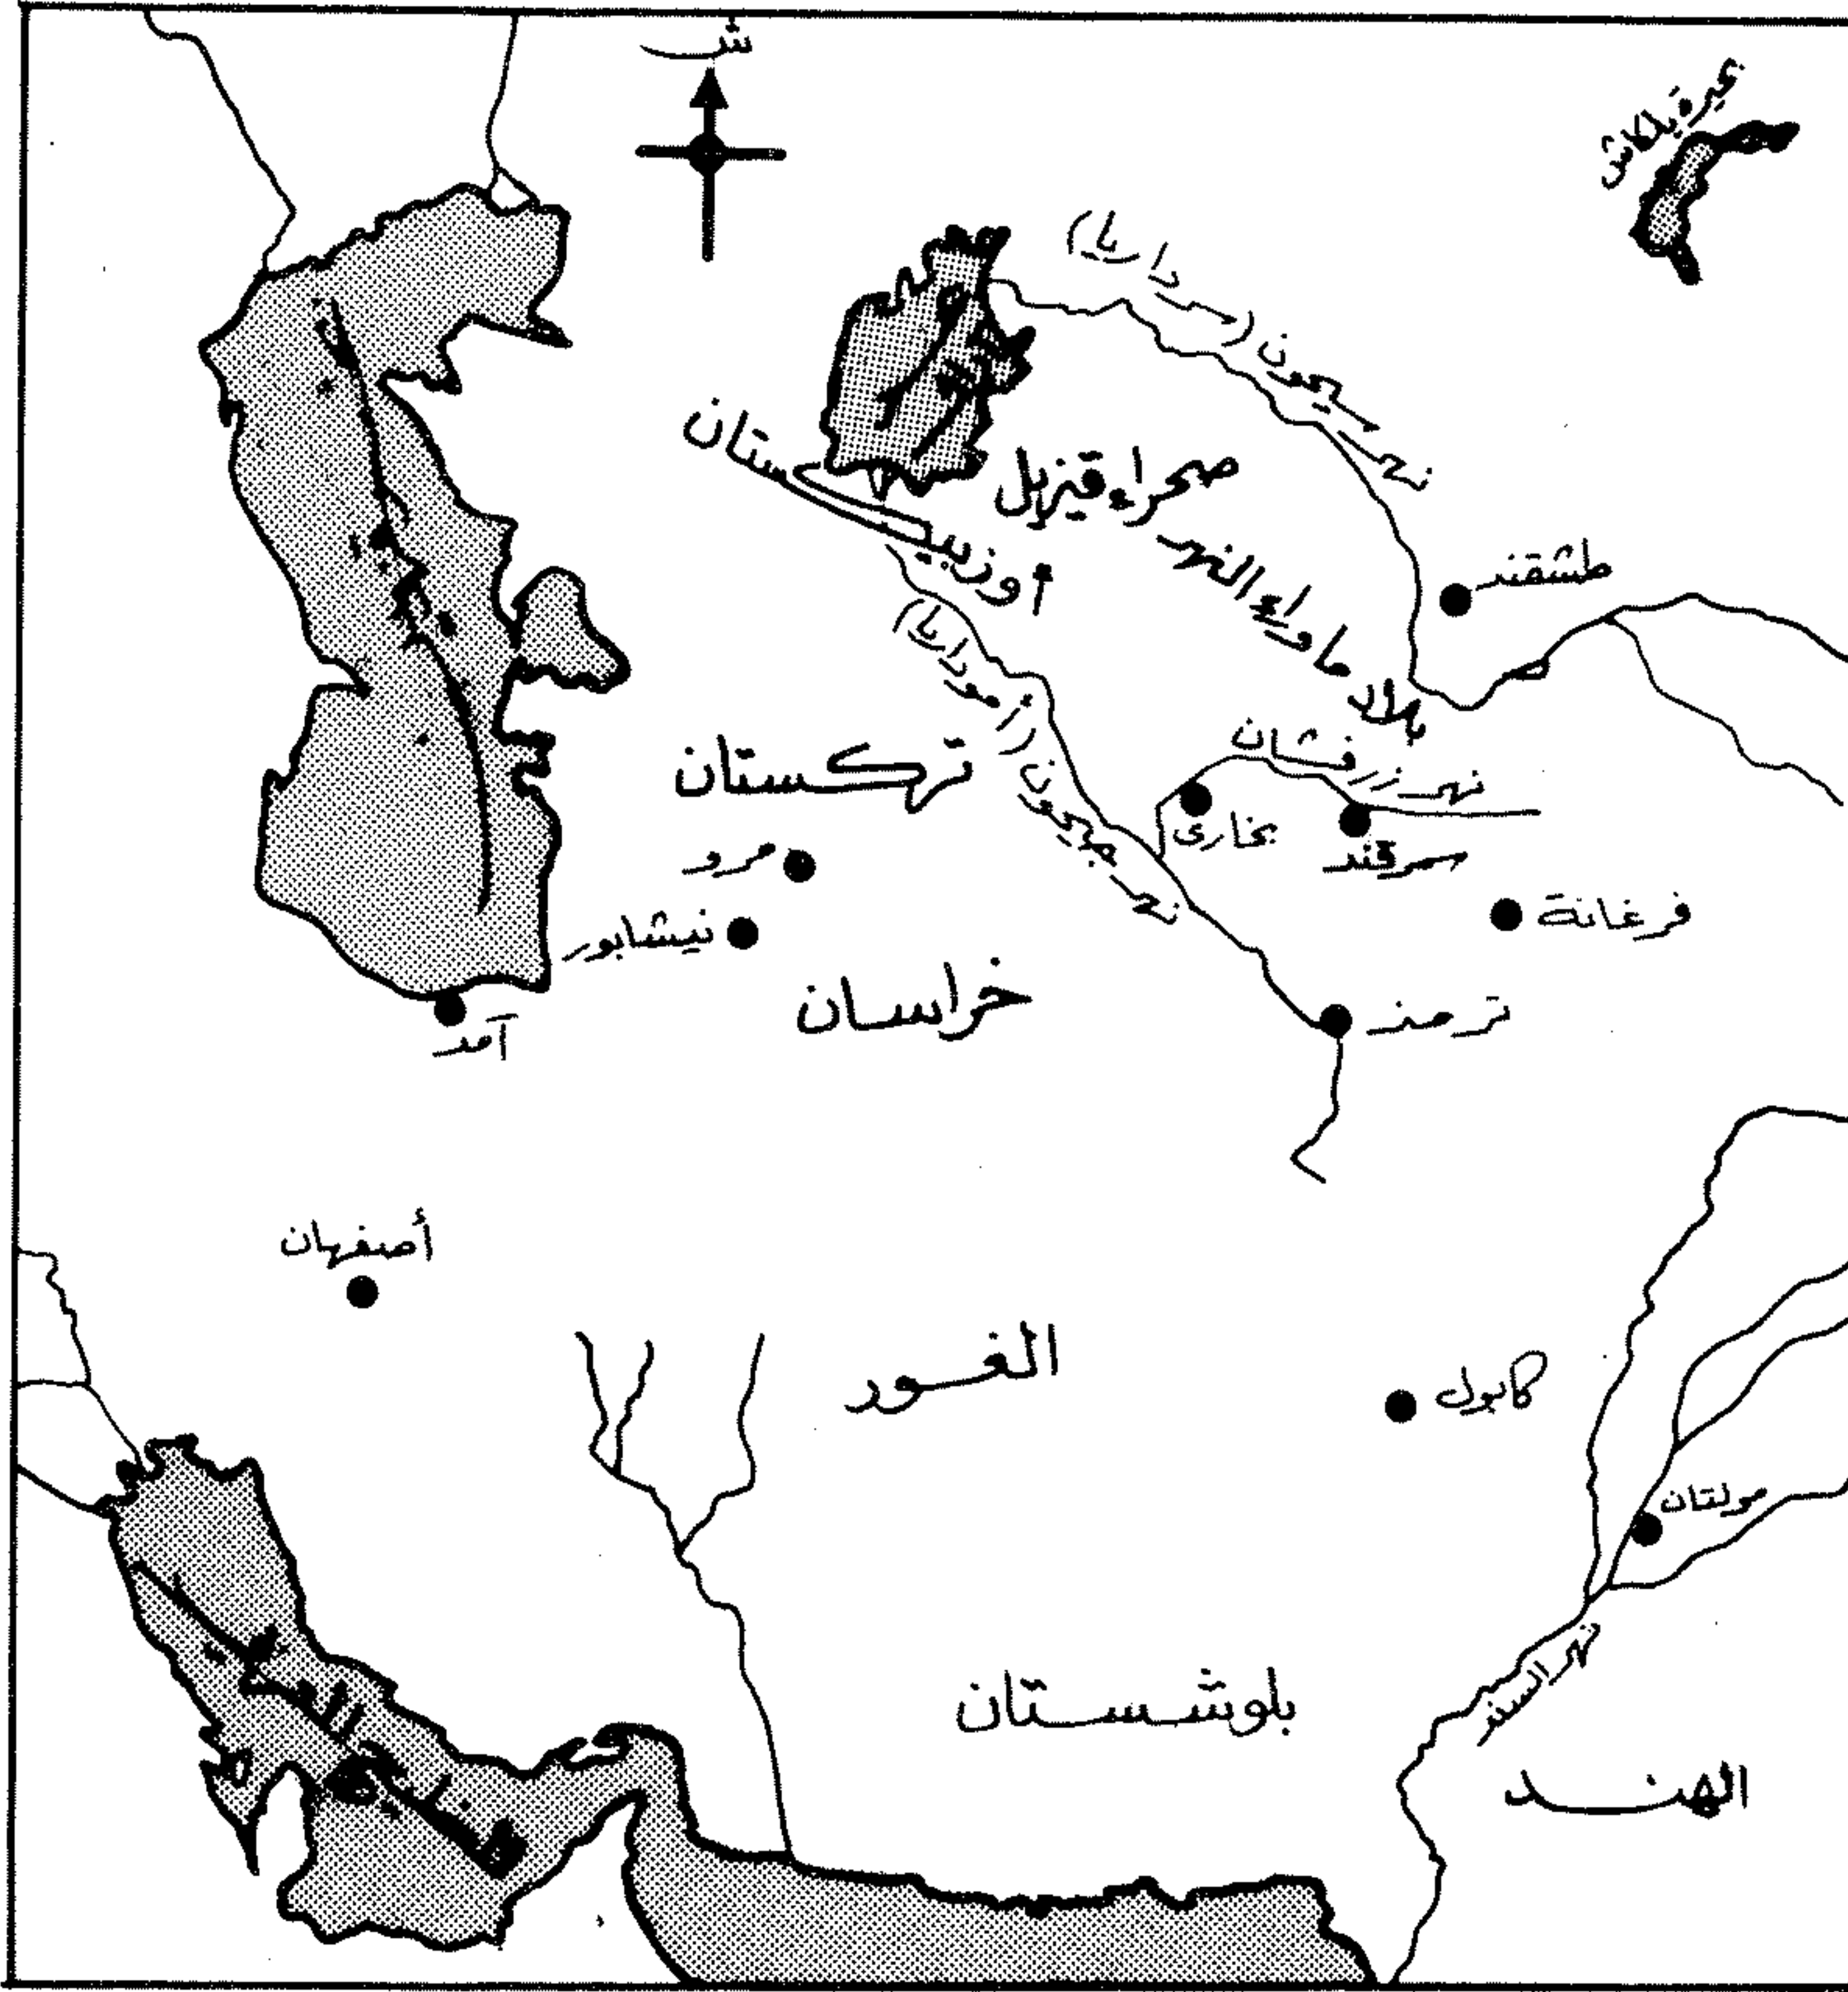 ش
بحيرة بلكاش
نهر سيحون (سرداريا)
أوزبيكستان
صحراء قيزيل
بلاد ما وراء النهر
طشقند
نهر جيحون (أموداريا)
تركستان
نهر زرفشان
بخارى
سمرقند
مرو
نيشابور
فرغانة
خراسان
ترمذ
آمد
أصفهان
الغور
كابول
مولتان
نهر السند
بلوشستان
الهند